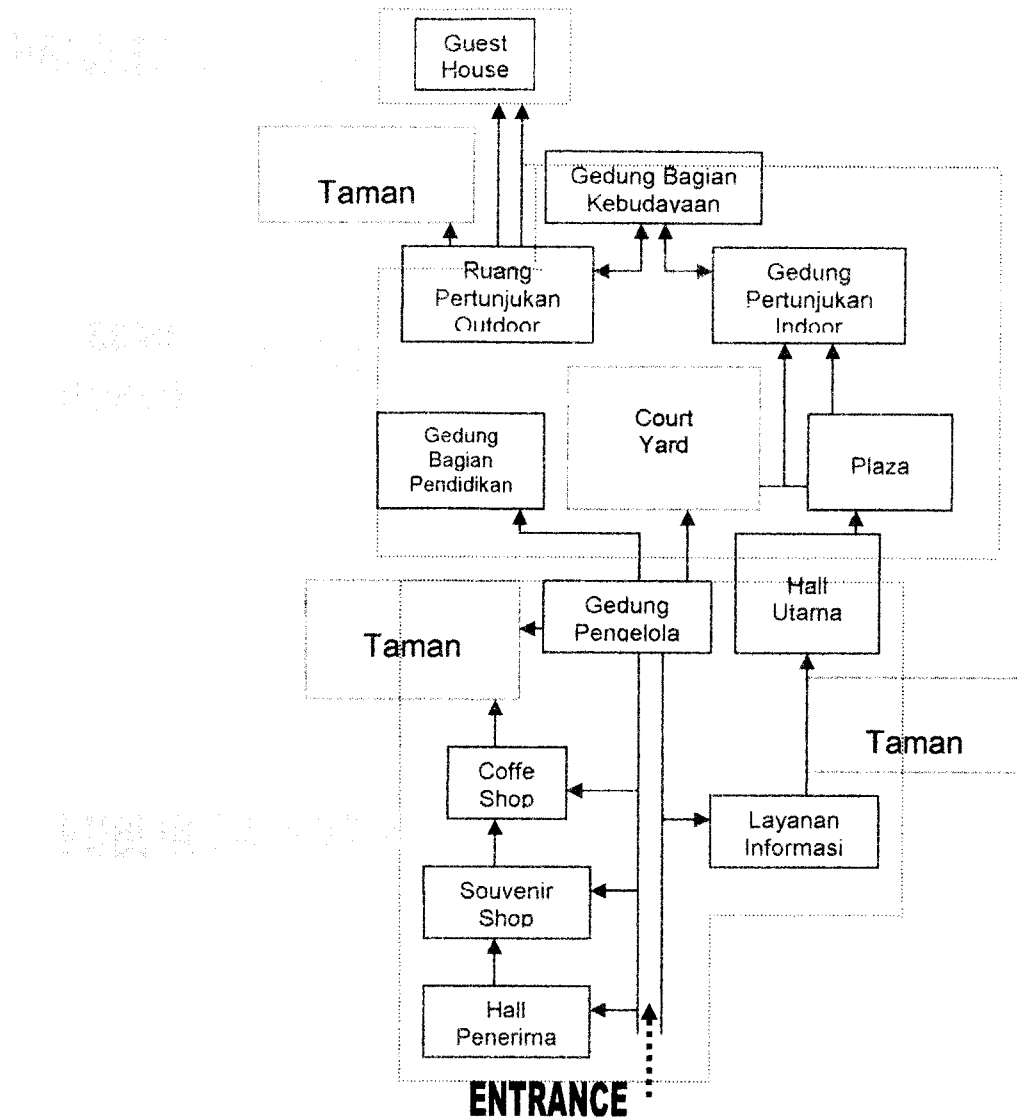 Guest
House
Taman
Gedung Bagian
Kebudayaan
Ruang
Pertunjukan
Outdoor
Gedung
Pertunjukan
Indoor
Court
Yard
Gedung
Bagian
Pendidikan
Plaza
Hall
Utama
Gedung
Pengelola
Taman
Taman
Coffe
Shop
Layanan
Informasi
Souvenir
Shop
Hall
Penerima
ENTRANCE